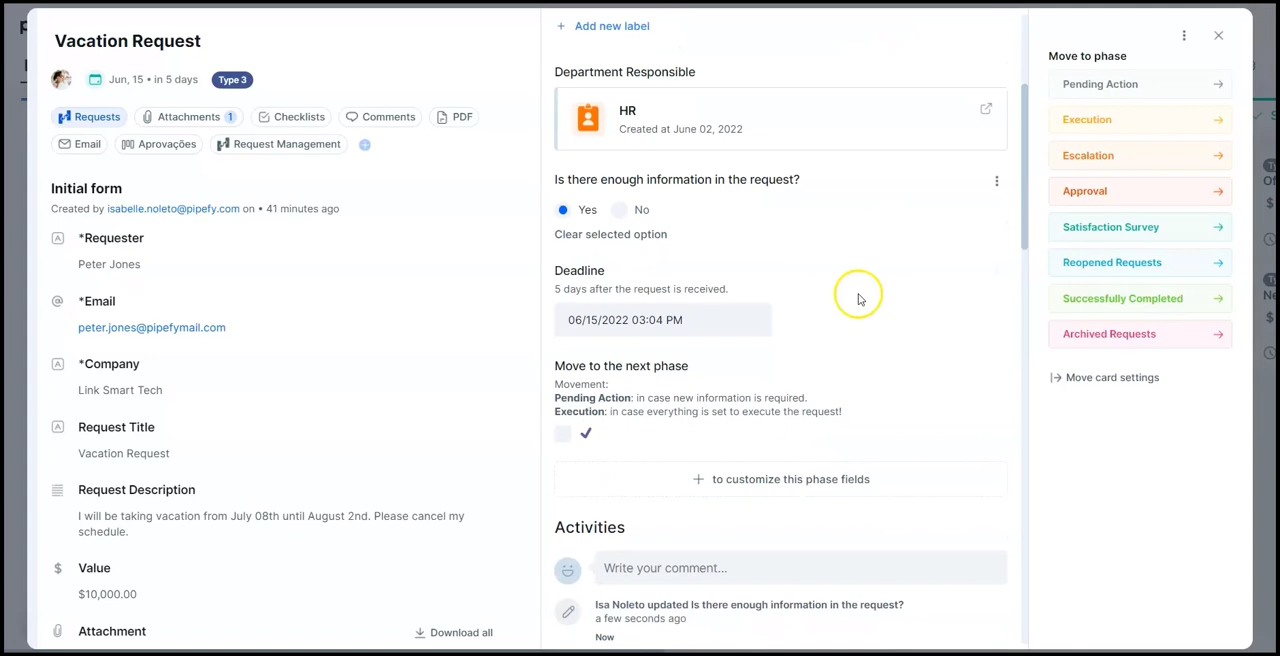 Vacation Request
Jun, 15 • in 5 days Type 3
Requests Attachments 1 Checklists Comments PDF
Email Aprovações Request Management
Initial form
Created by isabelle.noleto@pipefy.com on • 41 minutes ago
*Requester
Peter Jones
*Email
peter.jones@pipefymail.com
*Company
Link Smart Tech
Request Title
Vacation Request
Request Description
I will be taking vacation from July 08th until August 2nd. Please cancel my
schedule.
$ Value
$10,000.00
Attachment Download all
+ Add new label
Department Responsible
HR
Created at June 02, 2022
Is there enough information in the request?
Yes No
Clear selected option
Deadline
5 days after the request is received.
06/15/2022 03:04 PM
Move to the next phase
Movement:
Pending Action: in case new information is required.
Execution: in case everything is set to execute the request!
+ to customize this phase fields
Activities
Write your comment...
Isa Noleto updated Is there enough information in the request?
a few seconds ago
Now
Move to phase
Pending Action
Execution
Escalation
Approval
Satisfaction Survey
Reopened Requests
Successfully Completed
Archived Requests
Move card settings